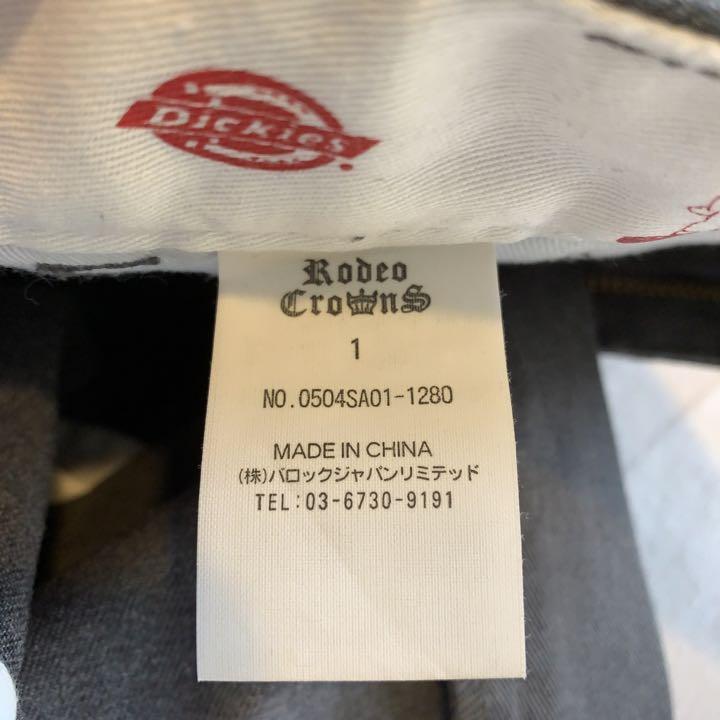 Dickies
Rodeo
Crowns
1
NO.0504SA01-1280
MADE IN CHINA
(株)バロックジャパンリミテッド
TEL:03-6730-9191